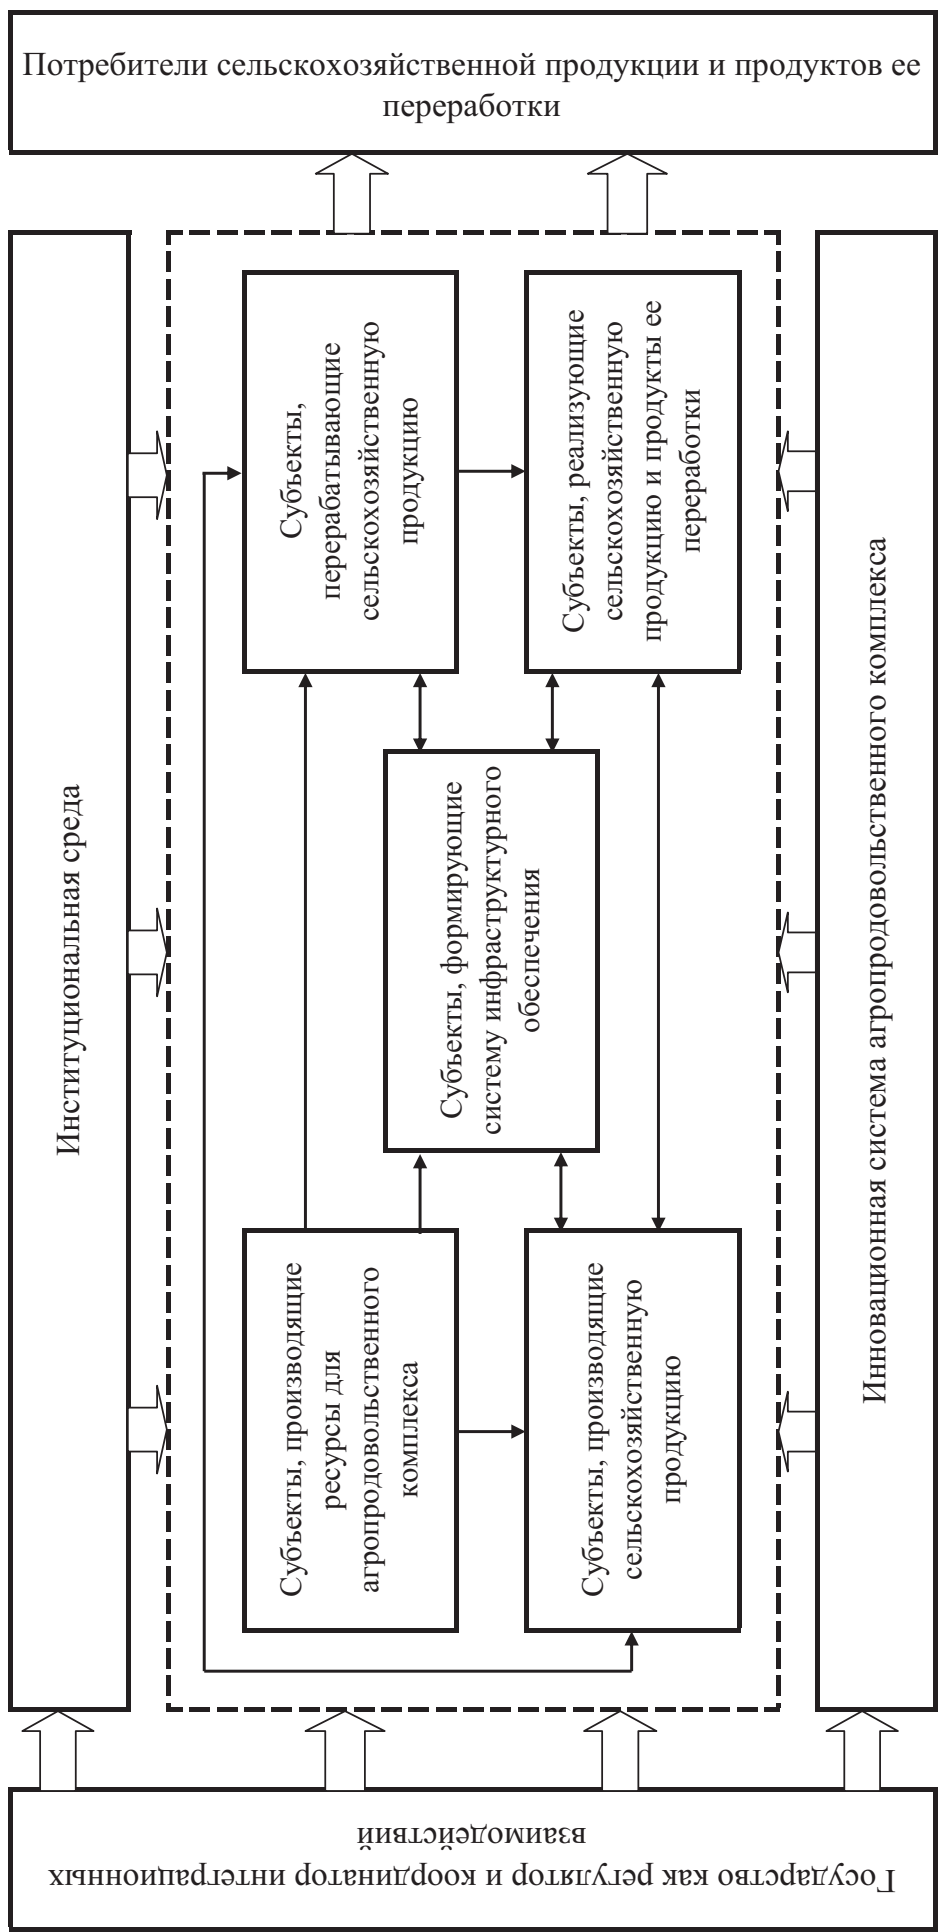 Потребители сельскохозяйственной продукции и продуктов ее
переработки
Институциональная среда
Субъекты,
перерабатывающие
сельскохозяйственную
продукцию
Субъекты, реализующие
сельскохозяйственную
продукцию и продукты ее
переработки
Субъекты, формирующие
систему инфраструктурного
обеспечения
Субъекты, производящие
ресурсы для
агропродовольственного
комплекса
Субъекты, производящие
сельскохозяйственную
продукцию
Инновационная система агропродовольственного комплекса
Государство как регулятор и координатор интеграционных
взаимодействий